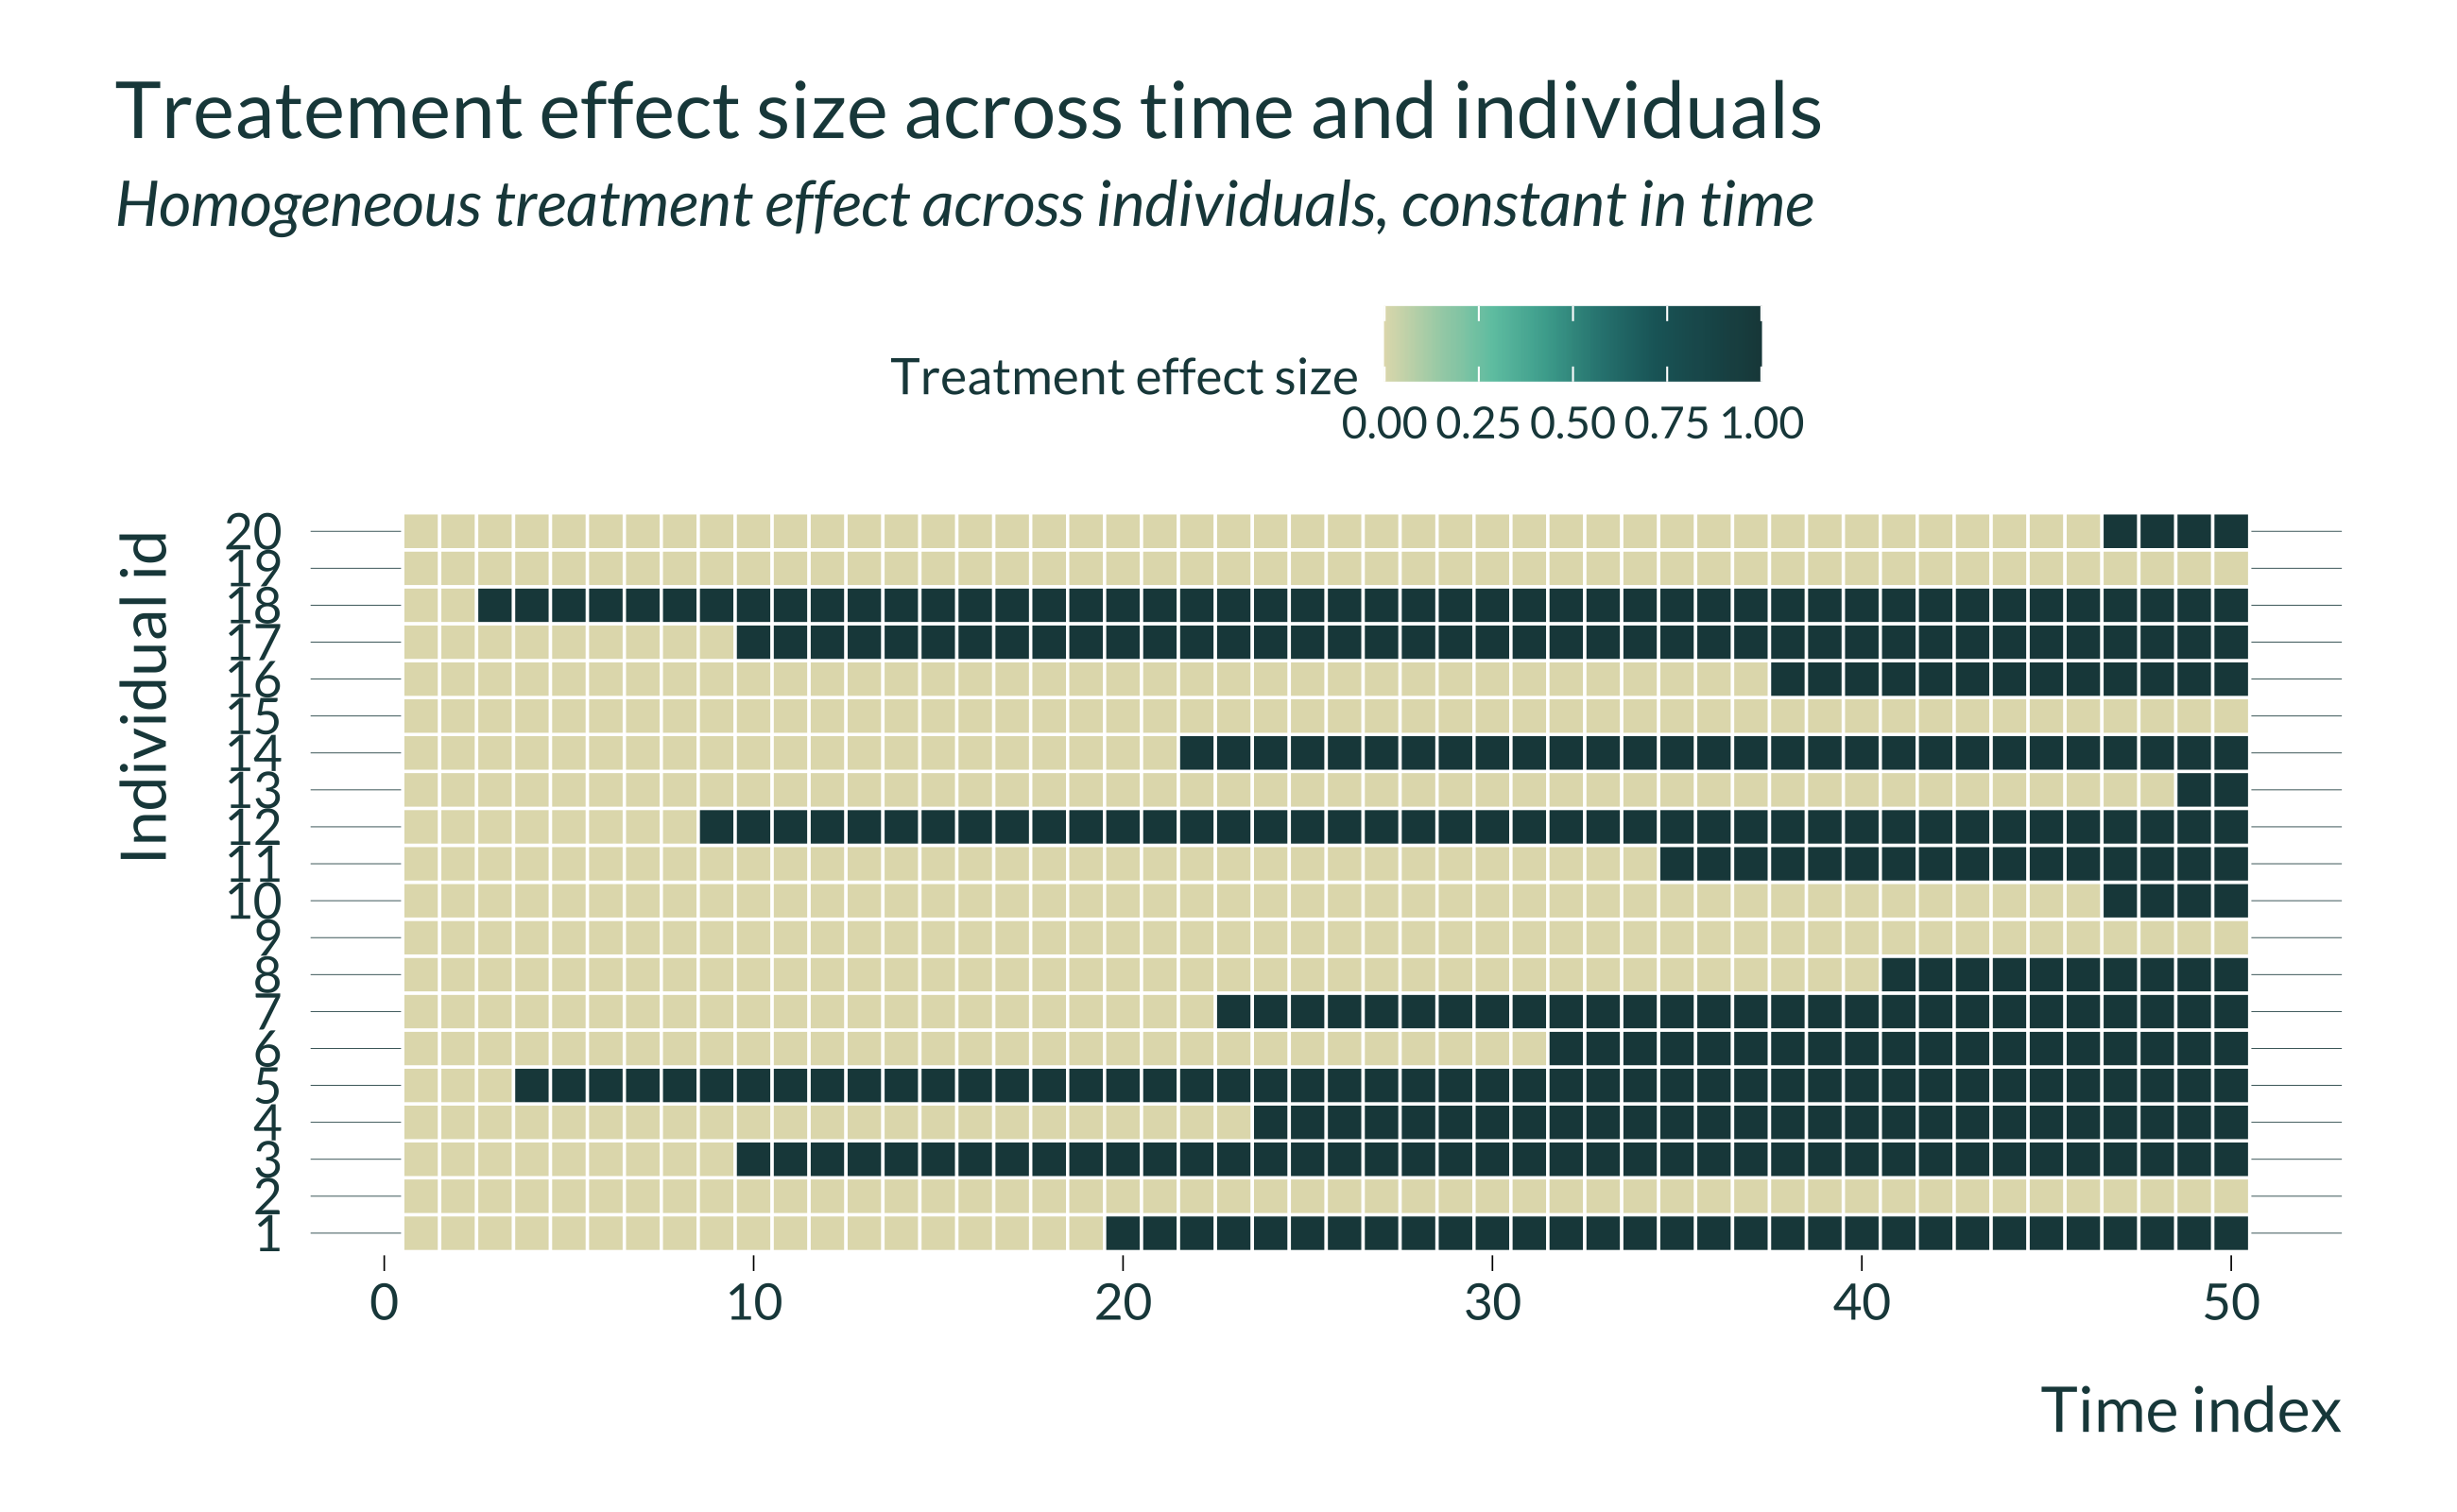 Treatement effect size across time and individuals
Homogeneous treatment effect across individuals, constant in time
Treatment effect size
0.00 0.25 0.50 0.75 1.00
Individual id
20
19
18
17
16
15
14
13
12
11
10
9
8
7
6
5
4
3
2
1
0 10 20 30 40 50
Time index